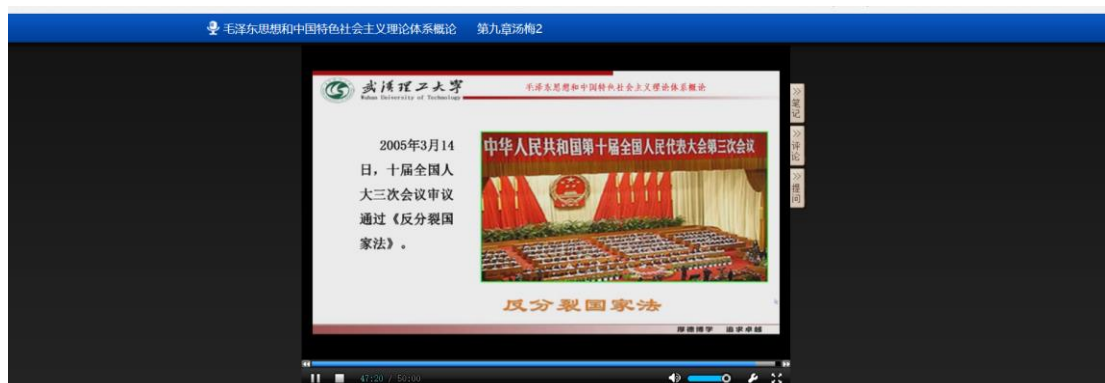 毛泽东思想和中国特色社会主义理论体系概论 第九章汤梅2
武汉理工大学
Wuhan University of Technology
毛泽东思想和中国特色社会主义理论体系概论
2005年3月14
日,十届全国人
大三次会议审议
通过《反分裂国
家法》。
中华人民共和国第十届全国人民代表大会第三次会议
反分裂国家法
厚德博学 追求卓越
笔记
评论
提问
47:20 / 50:00